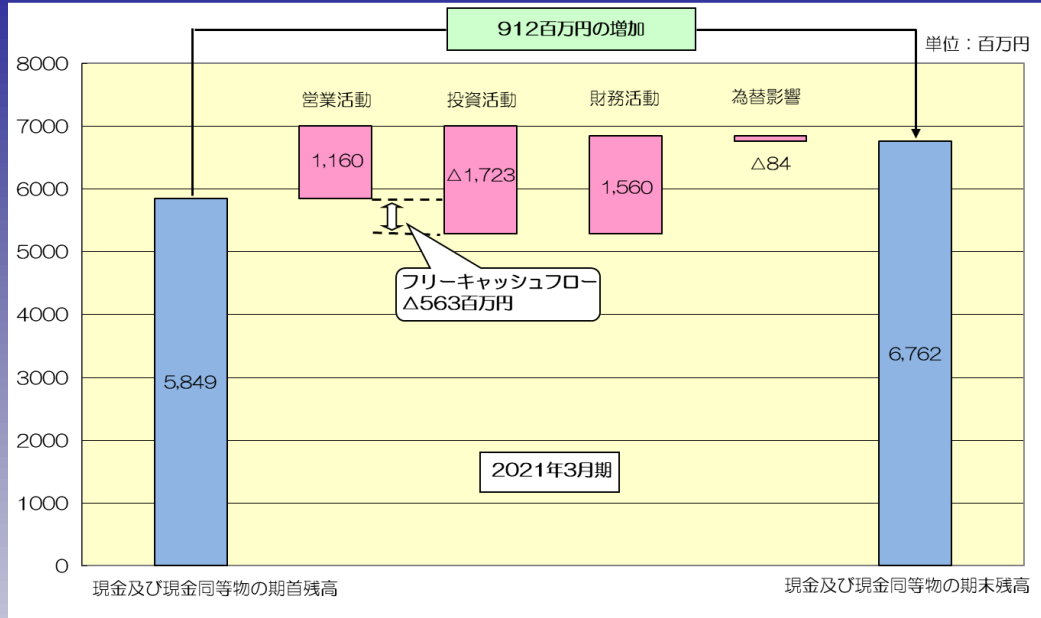 912百万円の増加
単位：百万円
8000
7000
6000
5000
4000
3000
2000
1000
0
営業活動
投資活動
財務活動
為替影響
1,160
△1,723
1,560
△84
フリーキャッシュフロー
△563百万円
5,849
6,762
2021年3月期
現金及び現金同等物の期首残高
現金及び現金同等物の期末残高